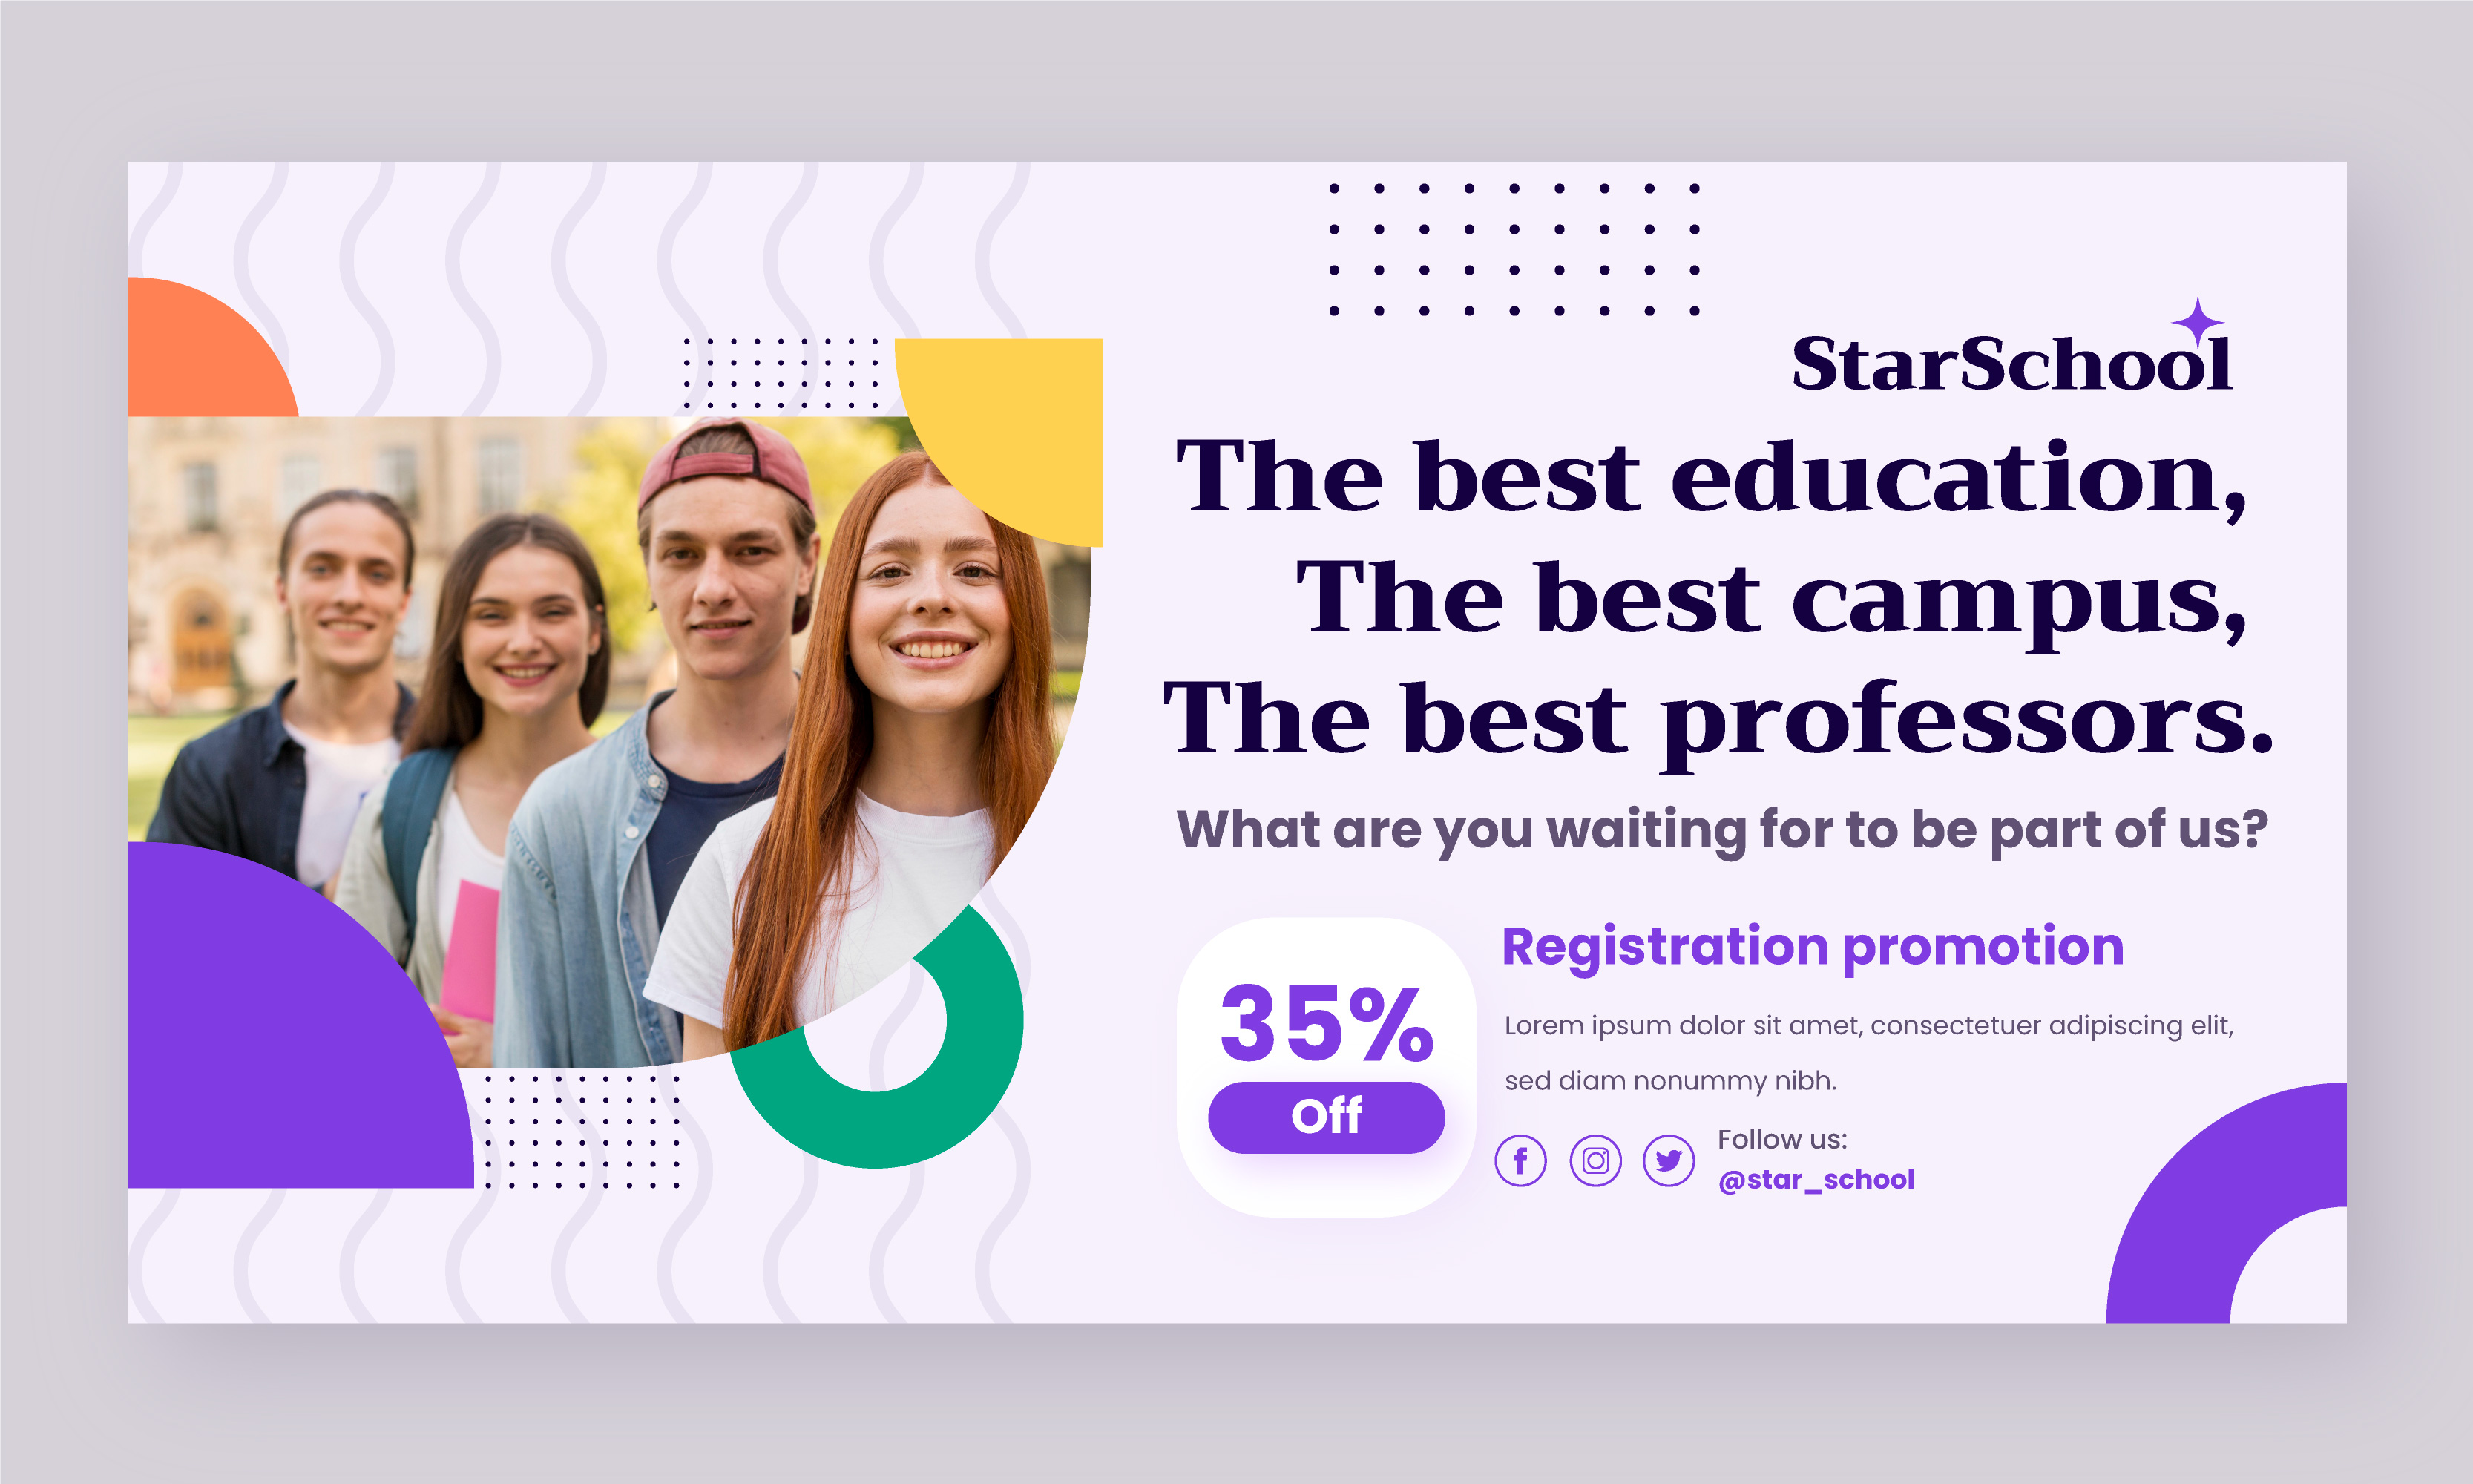 StarSchool
The best education,
The best campus,
The best professors.
What are you waiting for to be part of us?
35%
Off
Registration promotion
Lorem ipsum dolor sit amet, consectetuer adipiscing elit,
sed diam nonummy nibh.
Follow us:
@star_school